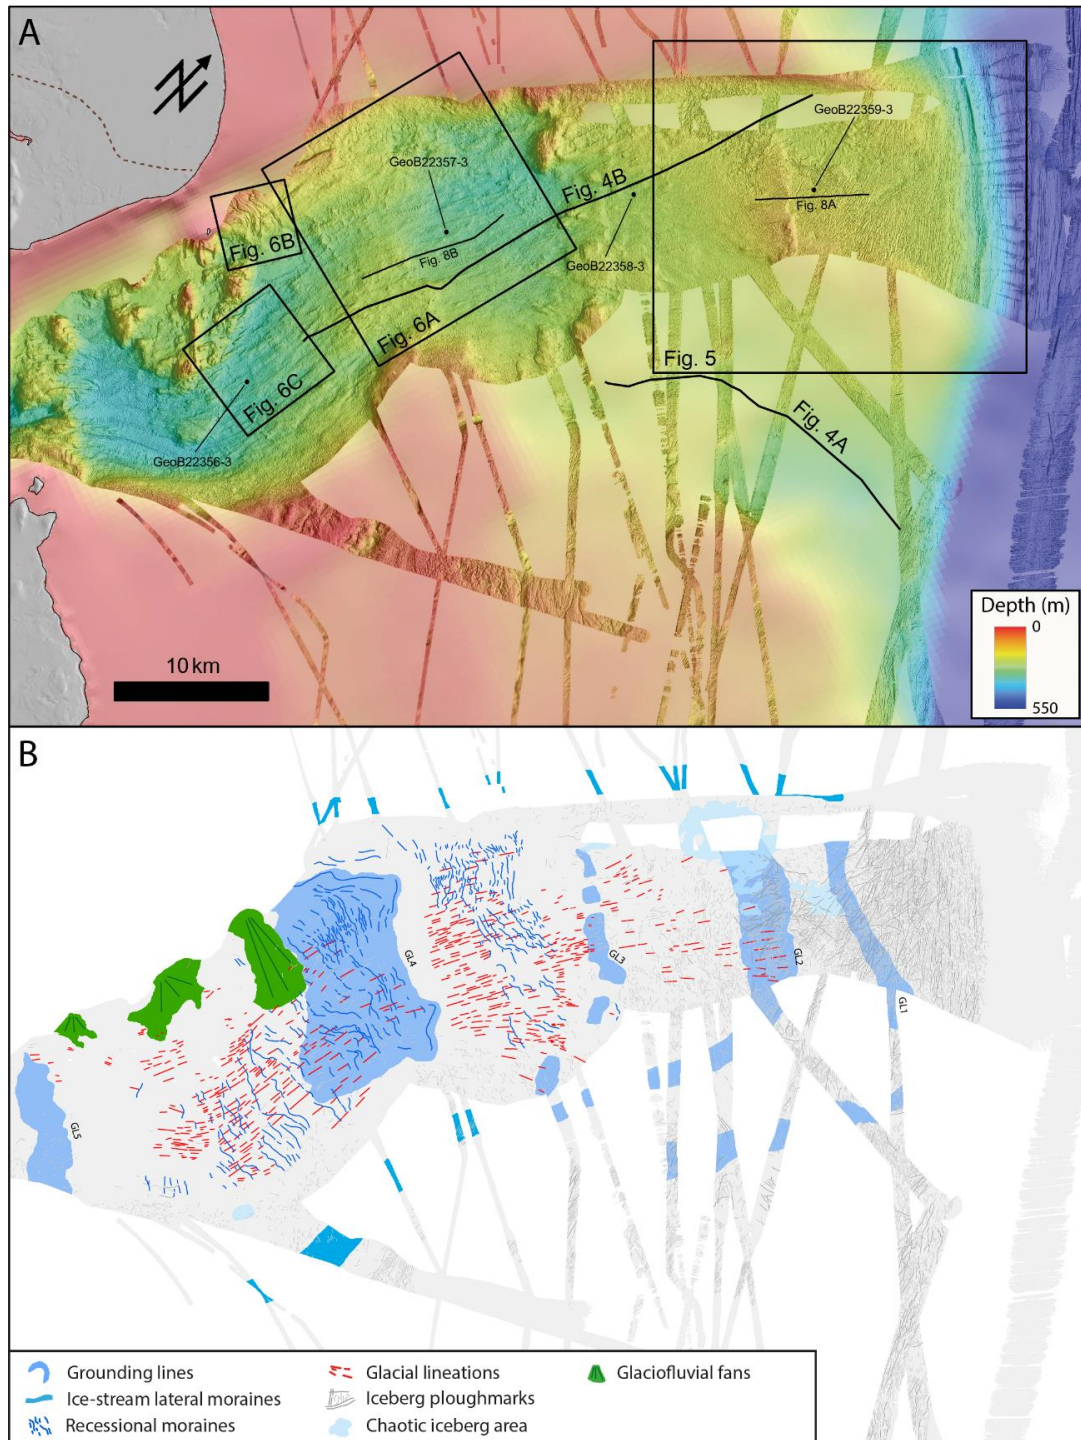 A
N
GeoB22359-3
GeoB22357-3
Fig. 4B
Fig. 8A
Fig. 6B
Fig. 8B
GeoB22358-3
Fig. 6A
Fig. 5
Fig. 6C
Fig. 4A
GeoB22356-3
10 km
Depth (m)
0
550
B
GL4
GL3
GL2
GL1
GL5
Grounding lines
Glacial lineations
Glaciofluvial fans
Ice-stream lateral moraines
Iceberg ploughmarks
Recessional moraines
Chaotic iceberg area